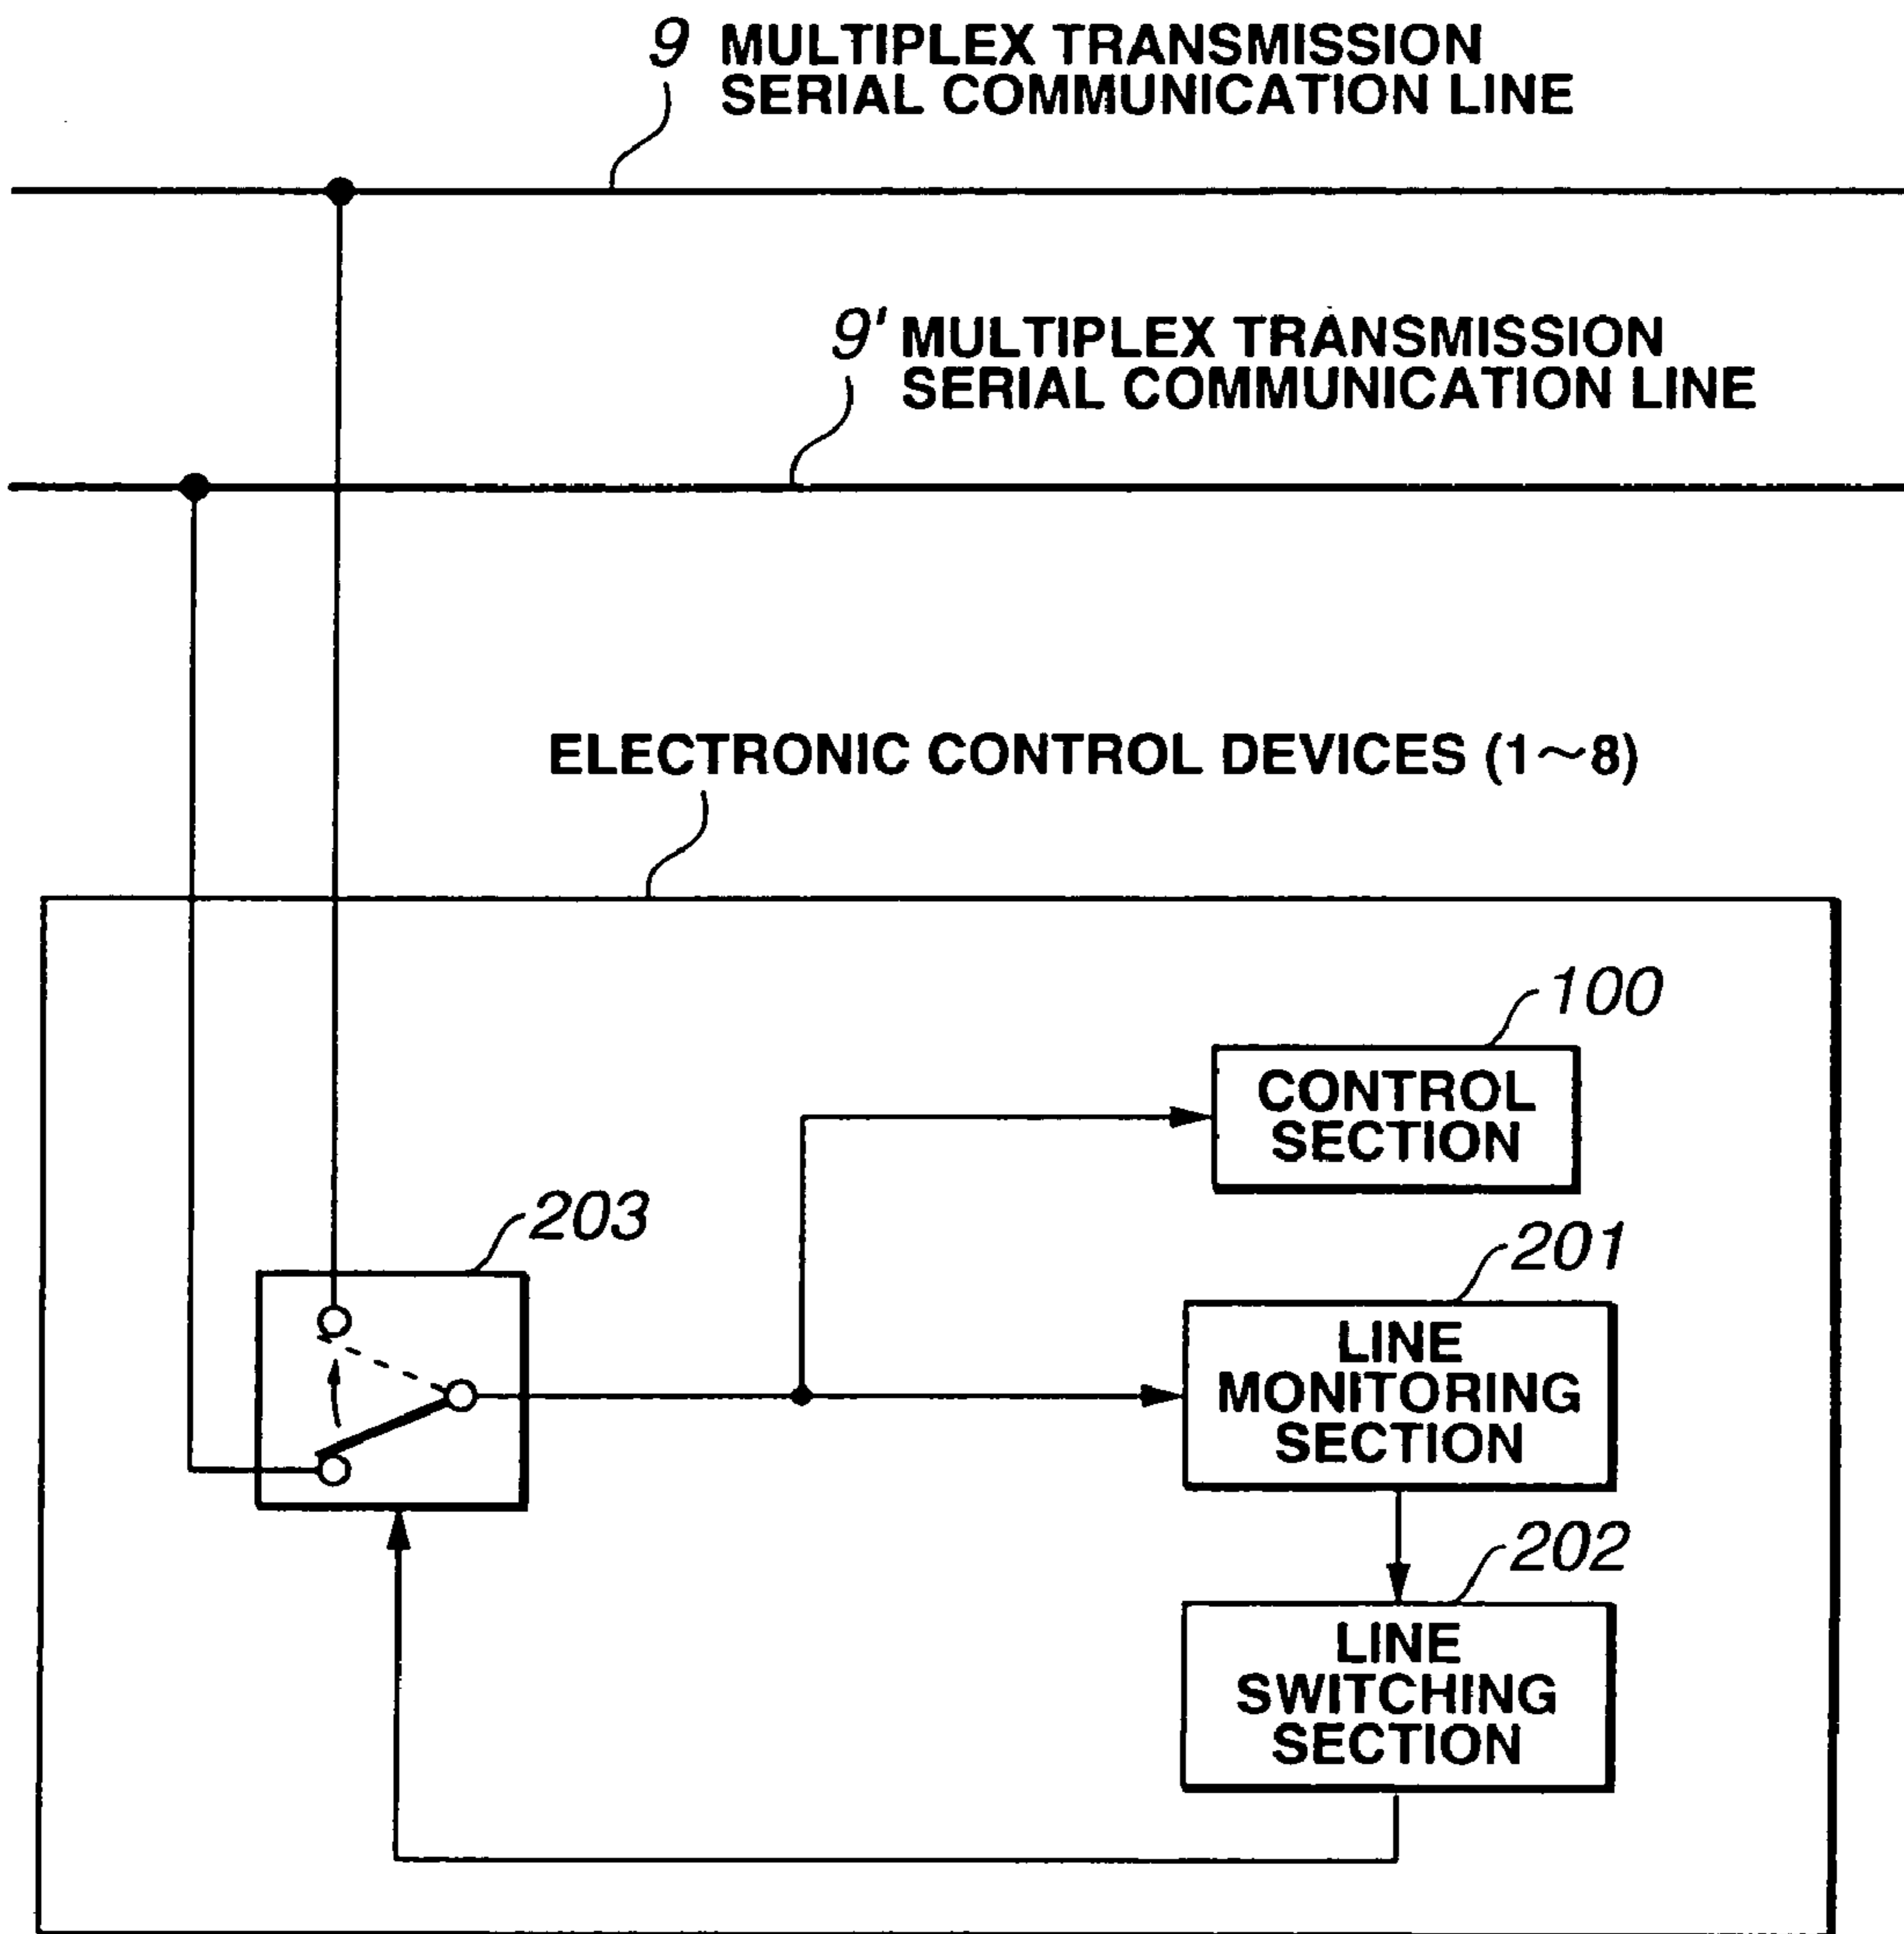 9 MULTIPLEX TRANSMISSION
SERIAL COMMUNICATION LINE
9' MULTIPLEX TRANSMISSION
SERIAL COMMUNICATION LINE
ELECTRONIC CONTROL DEVICES (1~8)
100
CONTROL
SECTION
203
201
LINE
MONITORING
SECTION
202
LINE
SWITCHING
SECTION